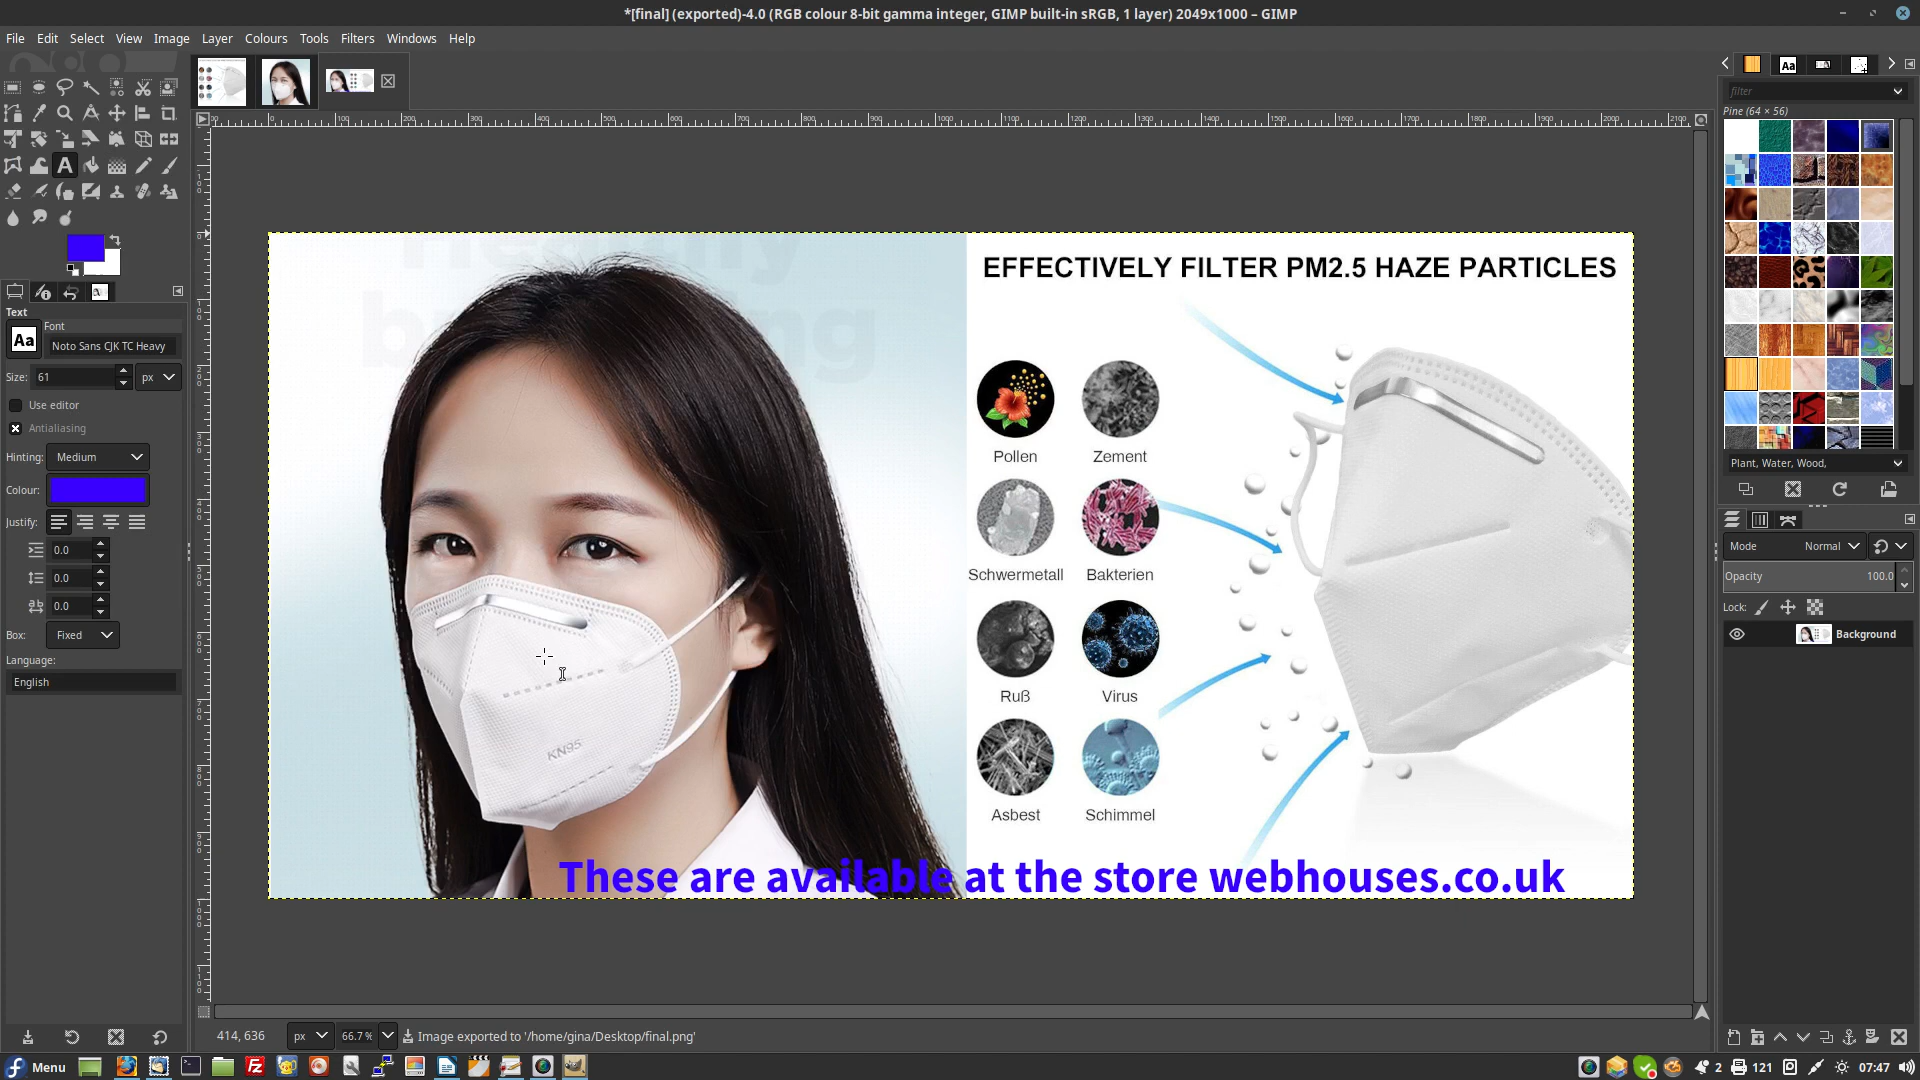 *[final] (exported)-4.0 (RGB colour 8-bit gamma integer, GIMP built-in sRGB, 1 layer) 2049x1000 – GIMP
File Edit Select View Image Layer Colours Tools Filters Windows Help
filter
Pine (64 × 56)
Text
Font
Aa
Noto Sans CJK TC Heavy
Size: 61 px
Use editor
Antialiasing
Hinting: Medium
Colour:
Justify:
0.0
0.0
0.0
Box: Fixed
Language:
English
breathing
EFFECTIVELY FILTER PM2.5 HAZE PARTICLES
Pollen Zement
Schwermetall Bakterien
Ruß Virus
Asbest Schimmel
KN95
These are available at the store webhouses.co.uk
Plant, Water, Wood,
Mode Normal
Opacity 100.0
Lock:
Background
414, 636 px 66.7 % Image exported to '/home/gina/Desktop/final.png'
Menu 2 121 07:47